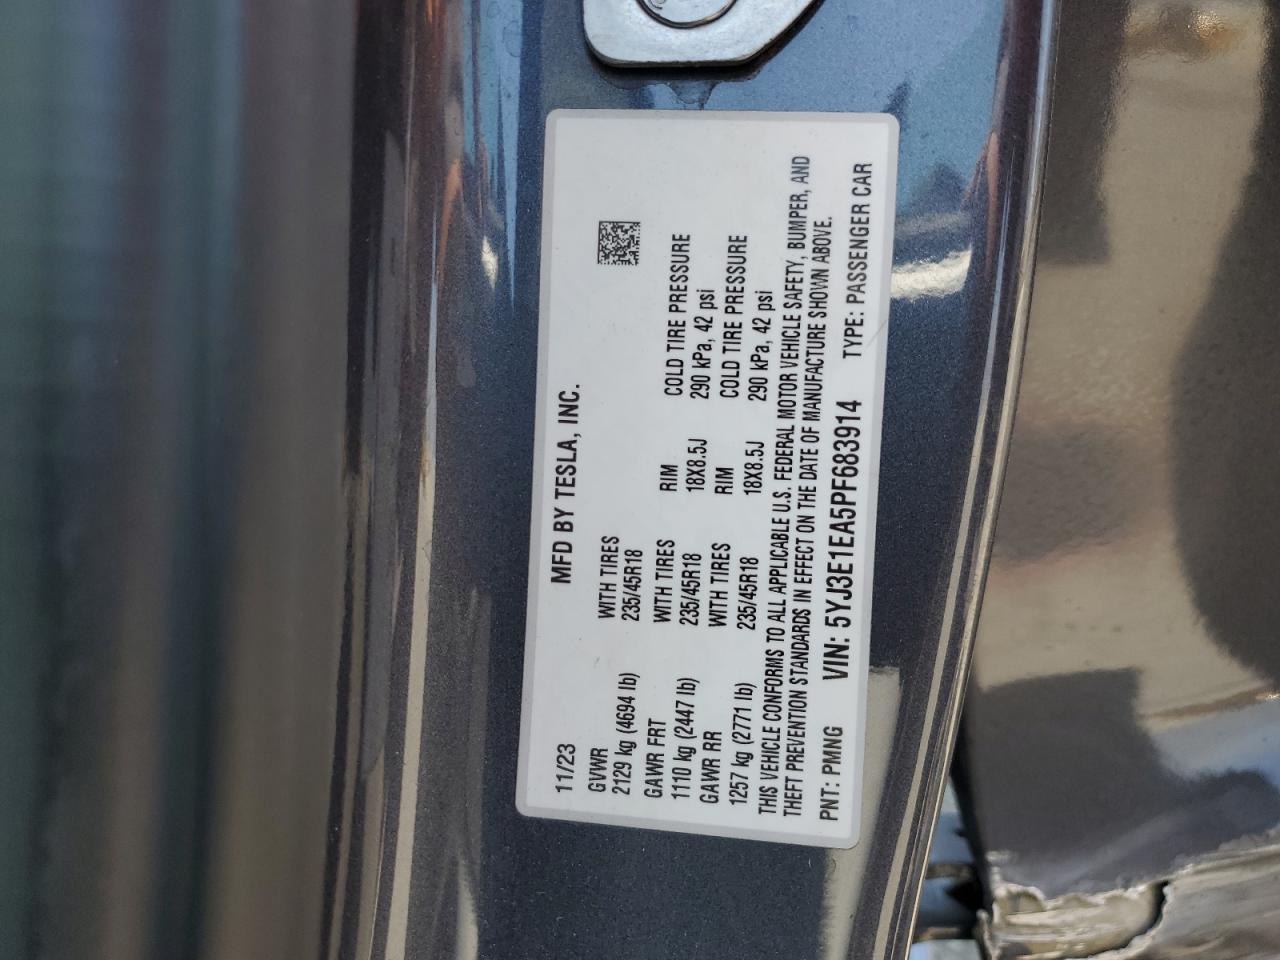 MFD BY TESLA, INC.
11/23
GVWR WITH TIRES
2129 kg (4694 lb) 235/45R18
GAWR FRT WITH TIRES RIM COLD TIRE PRESSURE
1110 kg (2447 lb) 235/45R18 18X8.5J 290 kPa, 42 psi
GAWR RR WITH TIRES RIM COLD TIRE PRESSURE
1257 kg (2771 lb) 235/45R18 18X8.5J 290 kPa, 42 psi
THIS VEHICLE CONFORMS TO ALL APPLICABLE U.S. FEDERAL MOTOR VEHICLE SAFETY, BUMPER, AND
THEFT PREVENTION STANDARDS IN EFFECT ON THE DATE OF MANUFACTURE SHOWN ABOVE.
PNT: PMNG VIN: 5YJ3E1EA5PF683914 TYPE: PASSENGER CAR